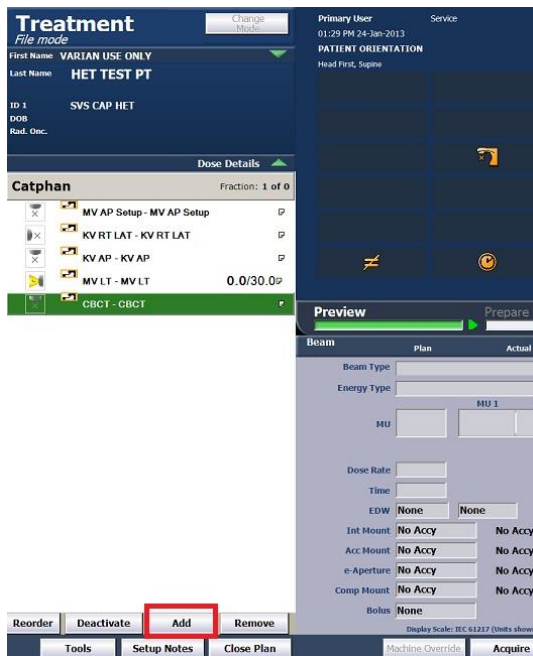 Treatment
File mode
Change Mode
First Name VARIAN USE ONLY
Last Name HET TEST PT
ID 1 SVS CAP HET
DOB
Rad. Onc.
Dose Details
Catphan Fraction: 1 of 0
MV AP Setup - MV AP Setup
KV RT LAT - KV RT LAT
KV AP - KV AP
MV LT - MV LT 0.0/30.0
CBCT - CBCT
Reorder Deactivate Add Remove
Tools Setup Notes Close Plan
Primary User Service
01:29 PM 24-Jan-2013
PATIENT ORIENTATION
Head First, Supine
Preview Prepare
Beam Plan Actual
Beam Type
Energy Type
MU 1
MU
Dose Rate
Time
EDW None None
Int Mount No Accy No Accy
Acc Mount No Accy No Accy
e-Aperture No Accy No Accy
Comp Mount No Accy No Accy
Bolus None
Display Scale: IEC 61217 (Units show
Machine Override Acquire